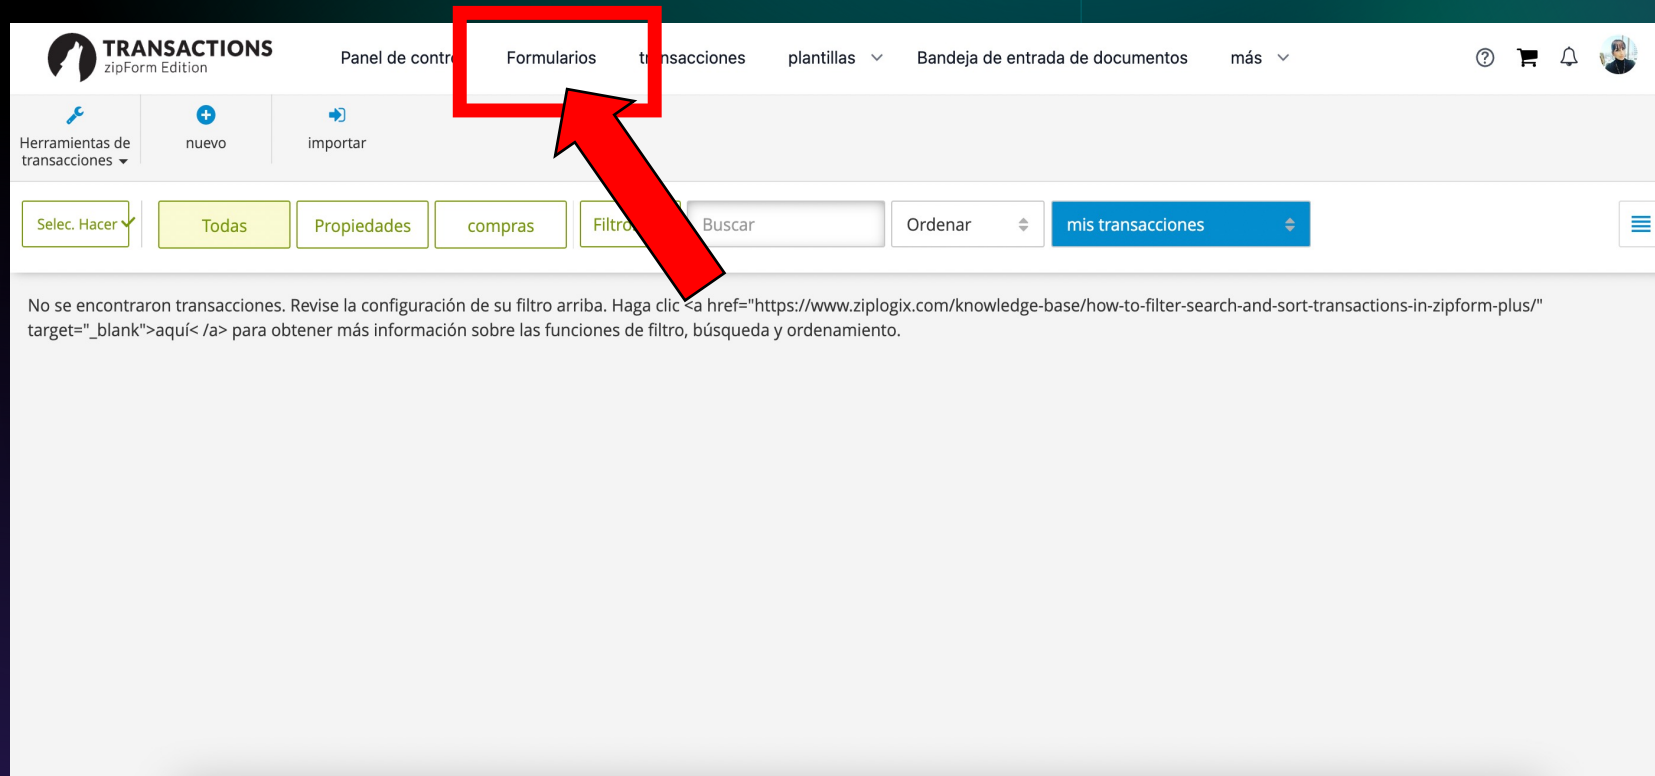 TRANSACTIONS
zipForm Edition
Panel de contr
Formularios
transacciones
plantillas
Bandeja de entrada de documentos
más
Herramientas de
transacciones
nuevo
importar
Selec. Hacer
Todas
Propiedades
compras
Filtro
Buscar
Ordenar
mis transacciones
No se encontraron transacciones. Revise la configuración de su filtro arriba. Haga clic <a href="https://www.ziplogix.com/knowledge-base/how-to-filter-search-and-sort-transactions-in-zipform-plus/"
target="_blank">aquí< /a> para obtener más información sobre las funciones de filtro, búsqueda y ordenamiento.